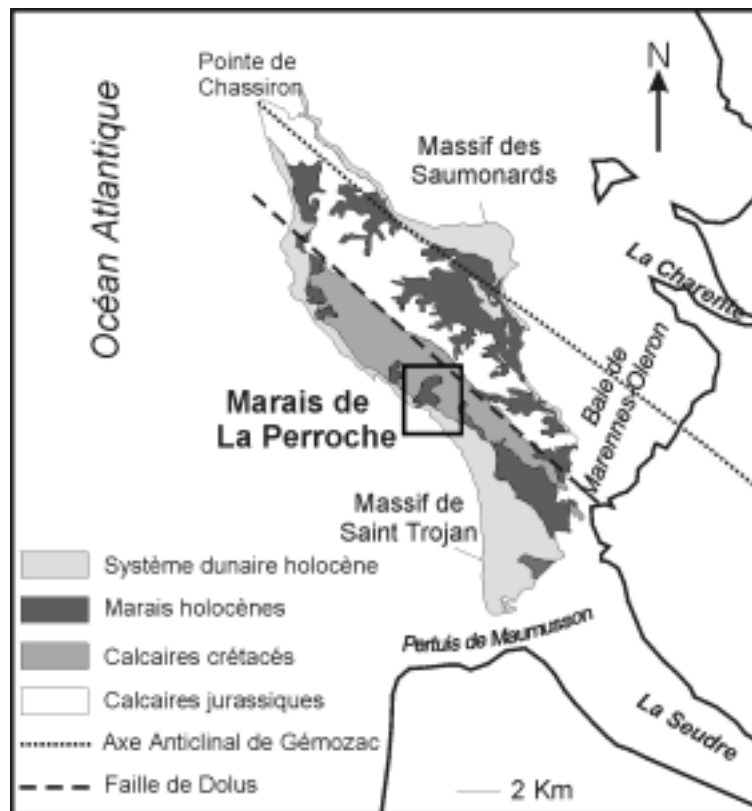 Pointe de
Chassiron
N
Océan Atlantique
Massif des
Saumonards
La Charente
Baie de
Marennes-Oleron
Marais de
La Perroche
Massif de
Saint Trojan
Système dunaire holocène
Marais holocènes
Calcaires crétacés
Calcaires jurassiques
Axe Anticlinal de Gémozac
Faille de Dolus
Pertuis de Maumusson
La Seudre
2 Km